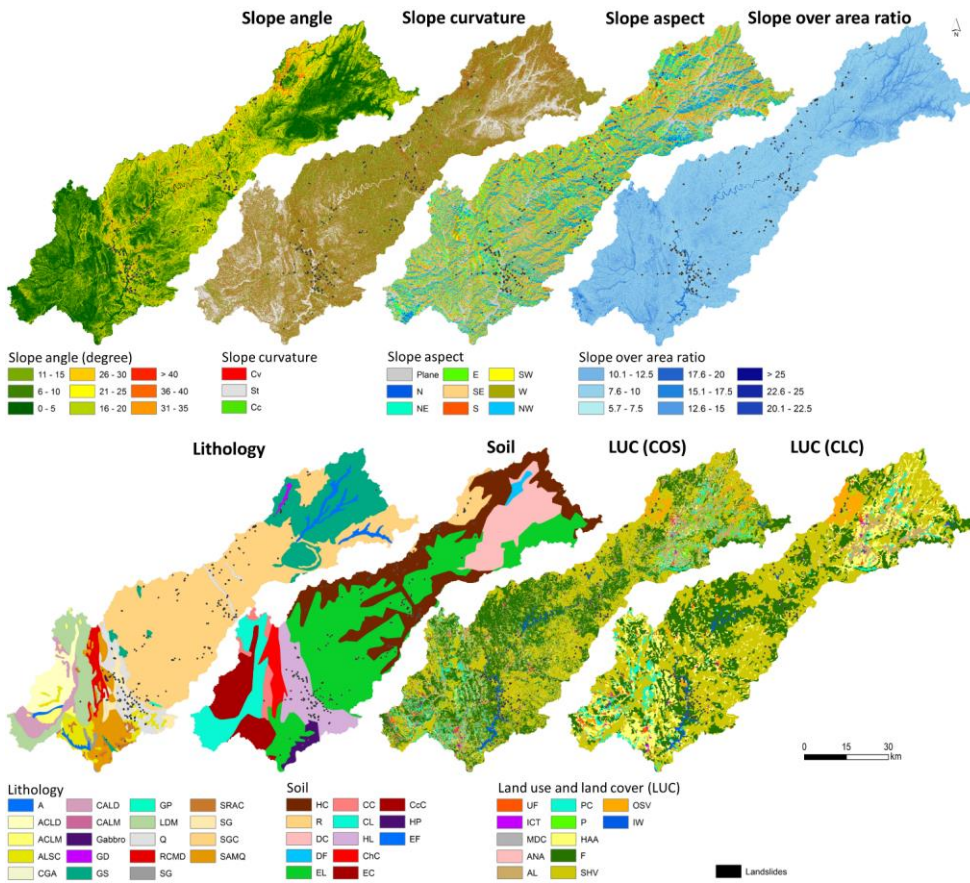 Slope angle Slope curvature Slope aspect Slope over area ratio
N
Slope angle (degree)
11 - 15 26 - 30 > 40
6 - 10 21 - 25 36 - 40
0 - 5 16 - 20 31 - 35
Slope curvature
Cv
St
Cc
Slope aspect
Plane E SW
N SE W
NE S NW
Slope over area ratio
10.1 - 12.5 17.6 - 20 > 25
7.6 - 10 15.1 - 17.5 22.6 - 25
5.7 - 7.5 12.6 - 15 20.1 - 22.5
Lithology Soil LUC (COS) LUC (CLC)
0 15 30
km
Lithology
A CALD GP SRAC
ACLD CALM LDM SG
ACLM Gabbro Q SGC
ALSC GD RCMD SAMQ
CGA GS SG
Soil
HC CC CcC
R CL HP
DC HL EF
DF ChC
EL EC
Land use and land cover (LUC)
UF PC OSV
ICT P IW
MDC HAA
ANA F
AL SHV
Landslides